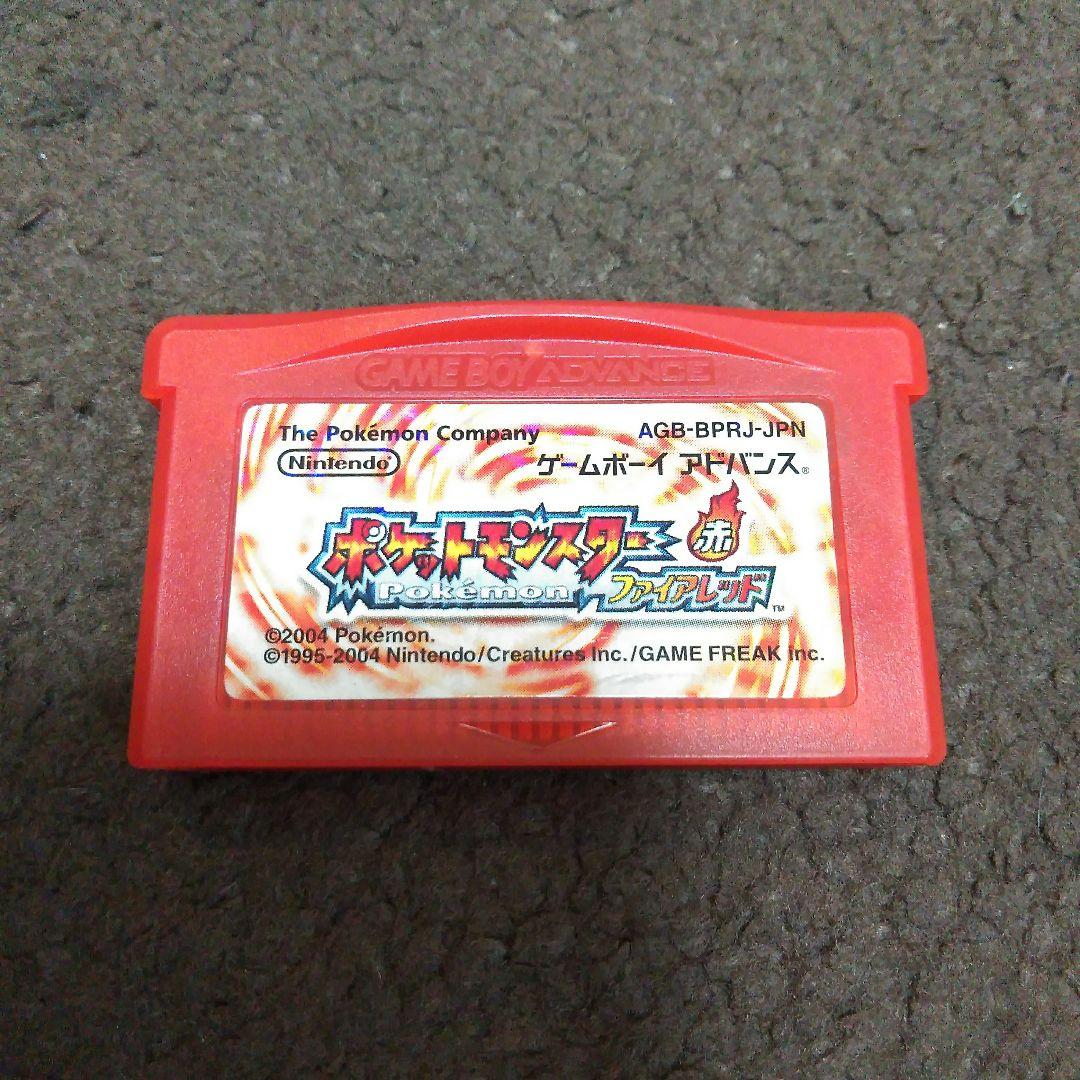 GAME BOY ADVANCE
The Pokémon Company AGB-BPRJ-JPN
Nintendo® ゲームボーイ アドバンス®
ポケットモンスター 赤
Pokémon ファイアレッド™
©2004 Pokémon.
©1995-2004 Nintendo/Creatures Inc./GAME FREAK inc.